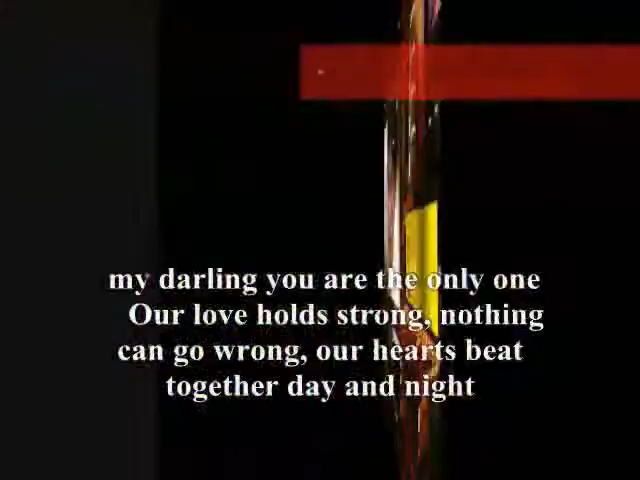 my darling you are the only one
Our love holds strong, nothing
can go wrong, our hearts beat
together day and night